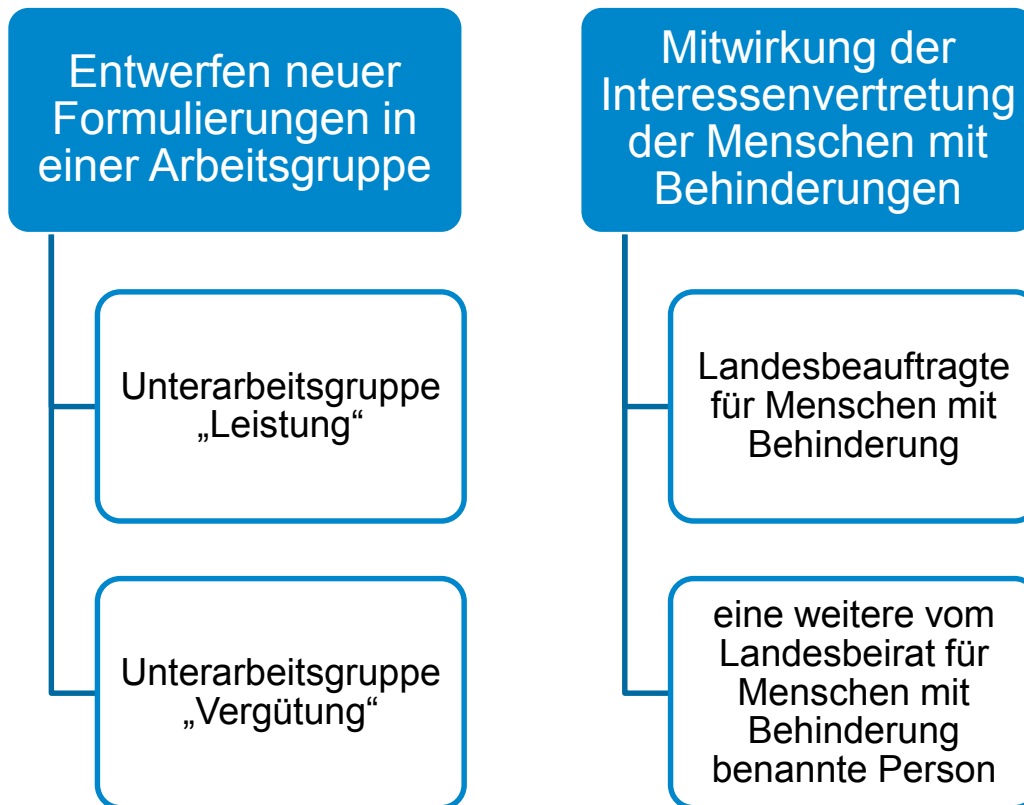 Entwerfen neuer
Formulierungen in
einer Arbeitsgruppe
Unterarbeitsgruppe
„Leistung“
Unterarbeitsgruppe
„Vergütung“
Mitwirkung der
Interessenvertretung
der Menschen mit
Behinderungen
Landesbeauftragte
für Menschen mit
Behinderung
eine weitere vom
Landesbeirat für
Menschen mit
Behinderung
benannte Person